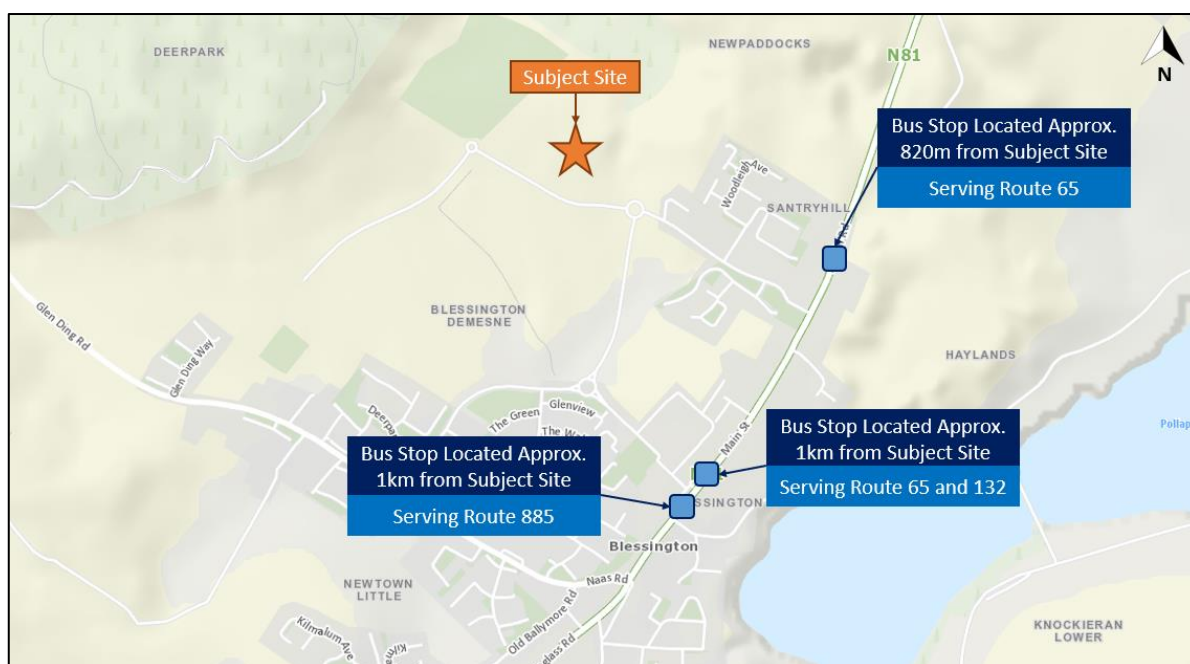 DEERPARK
NEWPADDOCKS
N81
N
Subject Site
Bus Stop Located Approx.
820m from Subject Site
Serving Route 65
Woodleigh Ave
SANTRYHILL
Rd
BLESSINGTON
DEMESNE
HAYLANDS
Glen Ding Rd
Glen Ding Way
Glenview
The Green
Main St
Bus Stop Located Approx.
1km from Subject Site
Serving Route 65 and 132
Bus Stop Located Approx.
1km from Subject Site
Serving Route 885
SSINGTON
Blessington
Naas Rd
NEWTOWN
LITTLE
Old Ballymore Rd
Kilmalum Ave
KNOCKIERAN
LOWER